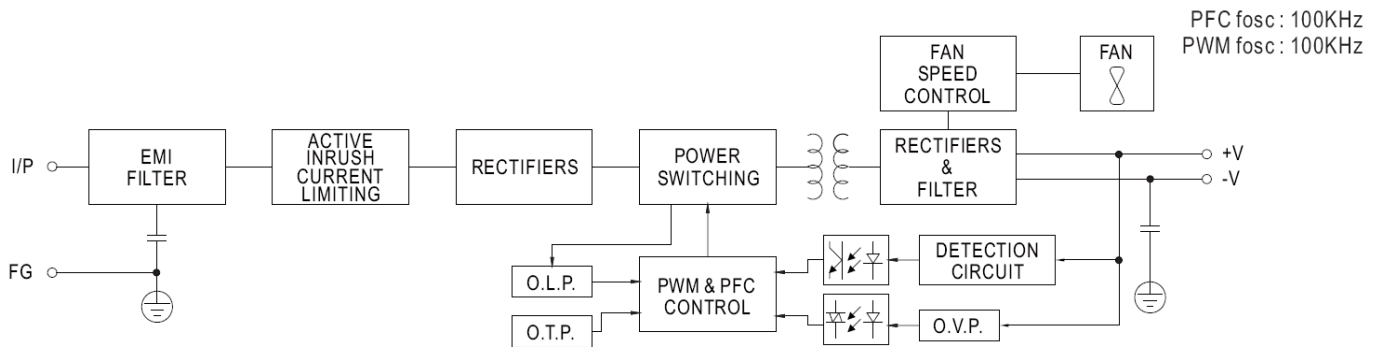 PFC fosc : 100KHz
PWM fosc : 100KHz
FAN
SPEED
CONTROL
FAN
I/P
EMI
FILTER
ACTIVE
INRUSH
CURRENT
LIMITING
RECTIFIERS
POWER
SWITCHING
RECTIFIERS
&
FILTER
+V
-V
FG
O.L.P.
O.T.P.
PWM & PFC
CONTROL
DETECTION
CIRCUIT
O.V.P.